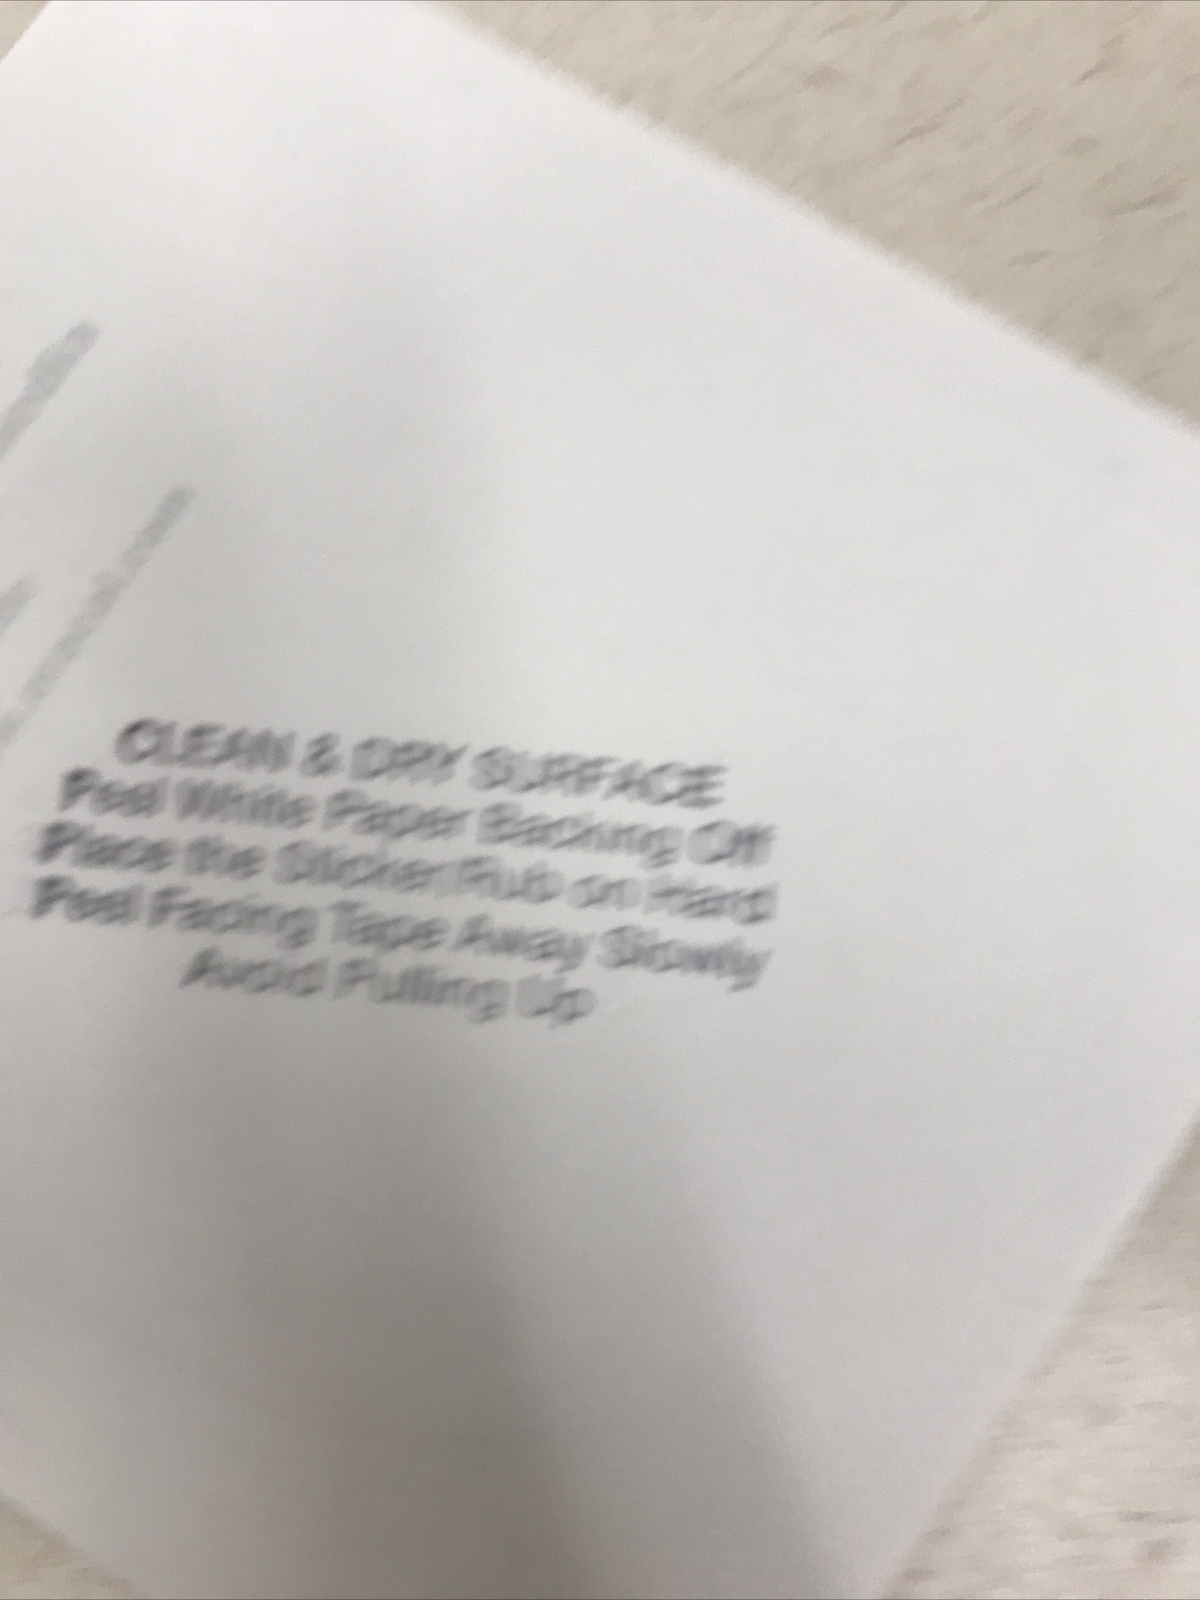 CLEAN & DRY SURFACE
Peel White Paper Backing Off
Place the Sticker, Rub on Hard
Peel Facing Tape Away Slowly
Avoid Pulling Up